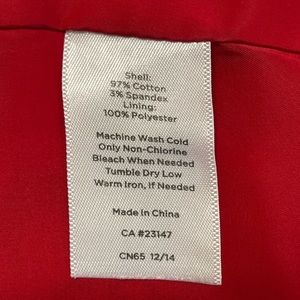 Shell:
97% Cotton
3% Spandex
Lining:
100% Polyester
Machine Wash Cold
Only Non-Chlorine
Bleach When Needed
Tumble Dry Low
Warm Iron, If Needed
Made in China
CA #23147
CN65 12/14